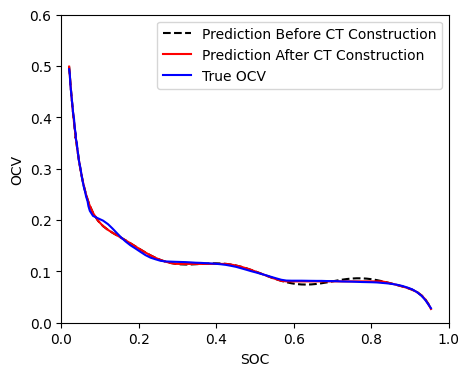 0.6
0.5
0.4
0.3
0.2
0.1
0.0
OCV
Prediction Before CT Construction
Prediction After CT Construction
True OCV
0.0 0.2 0.4 0.6 0.8 1.0
SOC